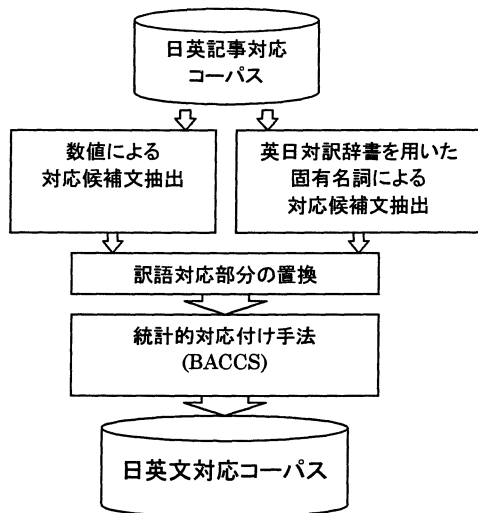 日英記事対応
コーパス
数値による
対応候補文抽出
英日対訳辞書を用いた
固有名詞による
対応候補文抽出
訳語対応部分の置換
統計的対応付け手法
(BACCS)
日英文対応コーパス